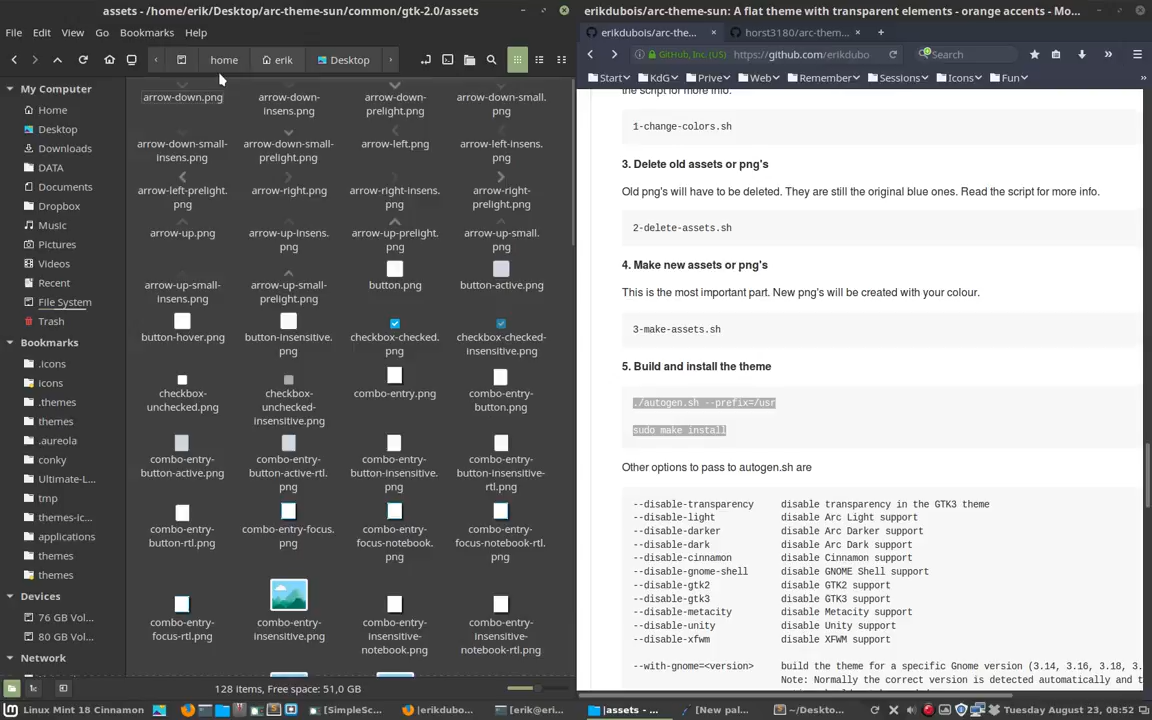 assets - /home/erik/Desktop/arc-theme-sun/common/gtk-2.0/assets
File Edit View Go Bookmarks Help
home erik Desktop
My Computer
Home
Desktop
Downloads
DATA
Documents
Dropbox
Music
Pictures
Videos
Recent
File System
Trash
Bookmarks
.icons
icons
.themes
themes
.aureola
conky
Ultimate-L...
tmp
themes-ic...
applications
themes
themes
Devices
76 GB Vol...
80 GB Vol...
Network
arrow-down.png
arrow-down-insens.png
arrow-down-prelight.png
arrow-down-small.png
arrow-down-small-insens.png
arrow-down-small-prelight.png
arrow-left.png
arrow-left-insens.png
arrow-left-prelight.png
arrow-right.png
arrow-right-insens.png
arrow-right-prelight.png
arrow-up.png
arrow-up-insens.png
arrow-up-prelight.png
arrow-up-small.png
arrow-up-small-insens.png
arrow-up-small-prelight.png
button.png
button-active.png
button-hover.png
button-insensitive.png
checkbox-checked.png
checkbox-checked-insensitive.png
checkbox-unchecked.png
checkbox-unchecked-insensitive.png
combo-entry.png
combo-entry-button.png
combo-entry-button-active.png
combo-entry-button-active-rtl.png
combo-entry-button-insensitive.png
combo-entry-button-insensitive-rtl.png
combo-entry-button-rtl.png
combo-entry-focus.png
combo-entry-focus-notebook.png
combo-entry-focus-notebook-rtl.png
combo-entry-focus-rtl.png
combo-entry-insensitive.png
combo-entry-insensitive-notebook.png
combo-entry-insensitive-notebook-rtl.png
128 items, Free space: 51,0 GB
erikdubois/arc-theme-sun: A flat theme with transparent elements - orange accents - Mo...
erikdubois/arc-the... horst3180/arc-them...
GitHub, Inc. (US) https://github.com/erikdubo Search
Start KdG Prive Web Remember Sessions Icons Fun
the script for more info.
1-change-colors.sh
3. Delete old assets or png's
Old png's will have to be deleted. They are still the original blue ones. Read the script for more info.
2-delete-assets.sh
4. Make new assets or png's
This is the most important part. New png's will be created with your colour.
3-make-assets.sh
5. Build and install the theme
./autogen.sh --prefix=/usr
sudo make install
Other options to pass to autogen.sh are
--disable-transparency disable transparency in the GTK3 theme
--disable-light disable Arc Light support
--disable-darker disable Arc Darker support
--disable-dark disable Arc Dark support
--disable-cinnamon disable Cinnamon support
--disable-gnome-shell disable GNOME Shell support
--disable-gtk2 disable GTK2 support
--disable-gtk3 disable GTK3 support
--disable-metacity disable Metacity support
--disable-unity disable Unity support
--disable-xfwm disable XFWM support
--with-gnome=<version> build the theme for a specific Gnome version (3.14, 3.16, 3.18, 3.
Note: Normally the correct version is detected automatically and t
Linux Mint 18 Cinnamon [SimpleSc... |erikdubo... [erik@eri... |assets - ... [New pal... ~/Deskto... Tuesday August 23, 08:52